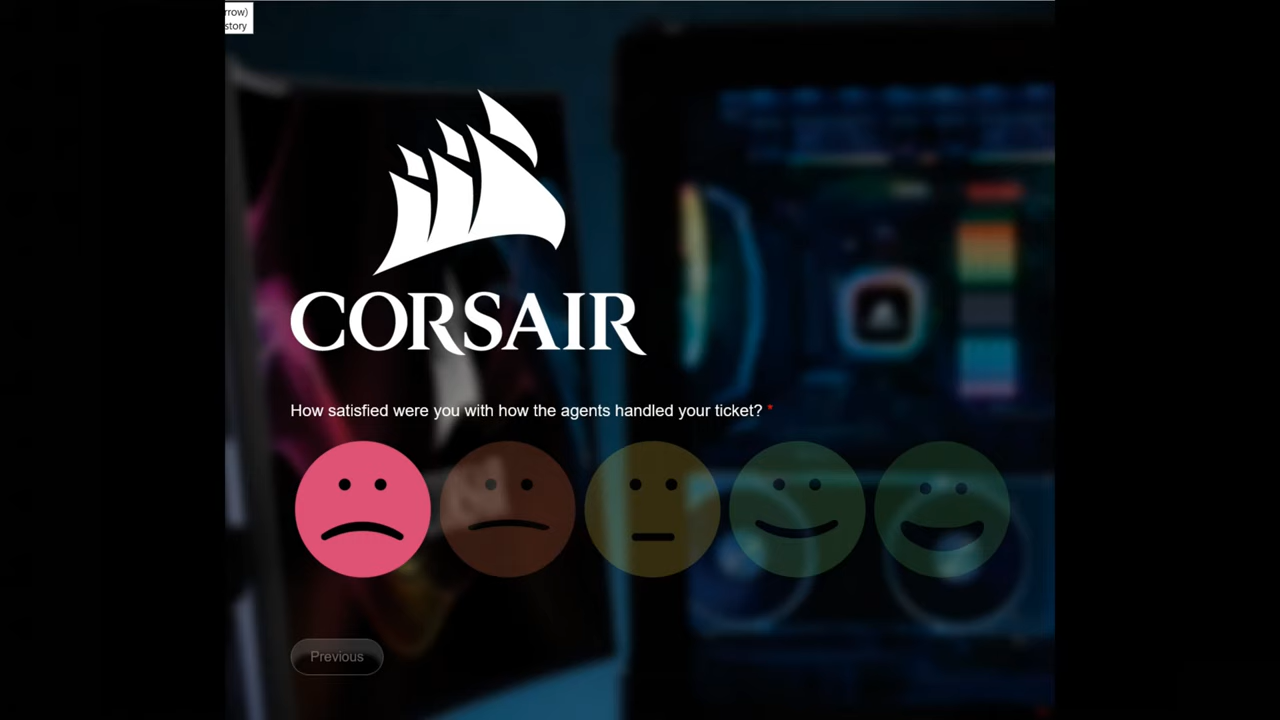 rrow)
story
CORSAIR
How satisfied were you with how the agents handled your ticket? *
Previous